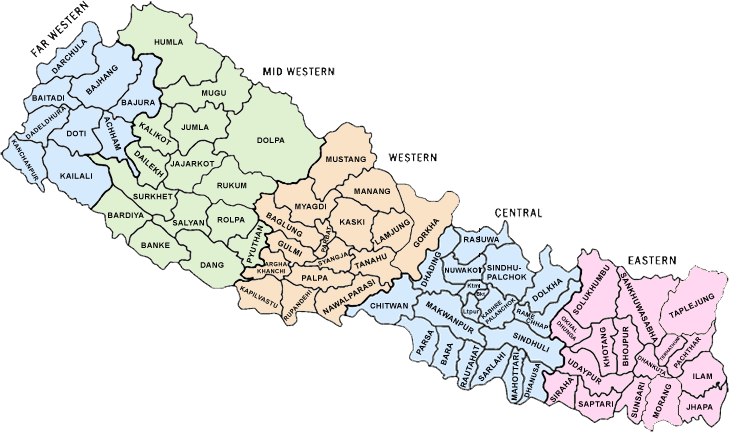 FAR WESTERN
DARCHULA
BAJHANG
BAITADI
BAJURA
DADELDHURA
DOTI
ACHHAM
KANCHANPUR
KAILALI
MID WESTERN
HUMLA
MUGU
KALIKOT
JUMLA
DOLPA
DAILEKH
JAJARKOT
RUKUM
SURKHET
BARDIYA
SALYAN
ROLPA
PYUTHAN
BANKE
DANG
WESTERN
MUSTANG
MANANG
MYAGDI
BAGLUNG
KASKI
PARBAT
LAMJUNG
GORKHA
GULMI
SYANGJA
TANAHU
ARGHA
KHANCHI
PALPA
KAPILVASTU
RUPANDEHI
NAWALPARASI
CENTRAL
RASUWA
DHADING
NUWAKOT
SINDHU-
PALCHOK
DOLKHA
Ktm
Bkt
Ltpur
KABHRE
PALANCHOK
RAME
CHHAP
CHITWAN
MAKWANPUR
SINDHULI
PARSA
BARA
RAUTAHAT
SARLAHI
MAHOTTARI
DHANUSA
EASTERN
SOLUKHUMBU
SANKHUWASABHA
TAPLEJUNG
OKHAL
DHUNGA
KHOTANG
BHOJPUR
DHANKUTA
PACHTHAR
UDAYPUR
ILAM
SIRAHA
SAPTARI
SUNSARI
MORANG
JHAPA